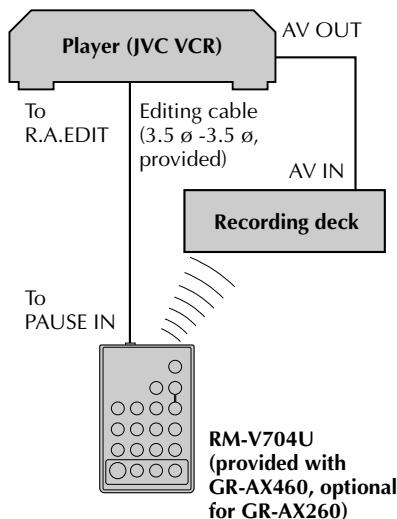 Player (JVC VCR)
AV OUT
To
R.A.EDIT
Editing cable
(3.5 ø -3.5 ø,
provided)
AV IN
Recording deck
To
PAUSE IN
RM-V704U
(provided with
GR-AX460, optional
for GR-AX260)